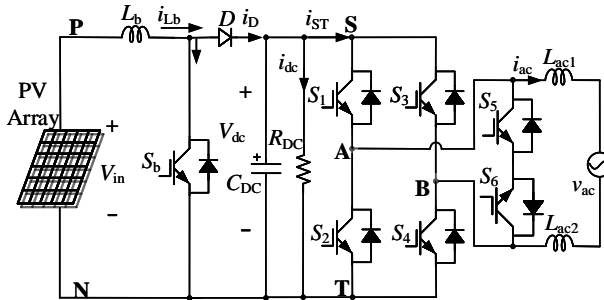 P
L_b
i_Lb
D
i_D
i_ST
S
i_dc
PV
Array
+
V_in
−
S_b
+
V_dc
−
+
C_DC
R_DC
S_1
S_3
A
B
S_2
S_4
i_ac
L_ac1
S_5
S_6
v_ac
L_ac2
N
T